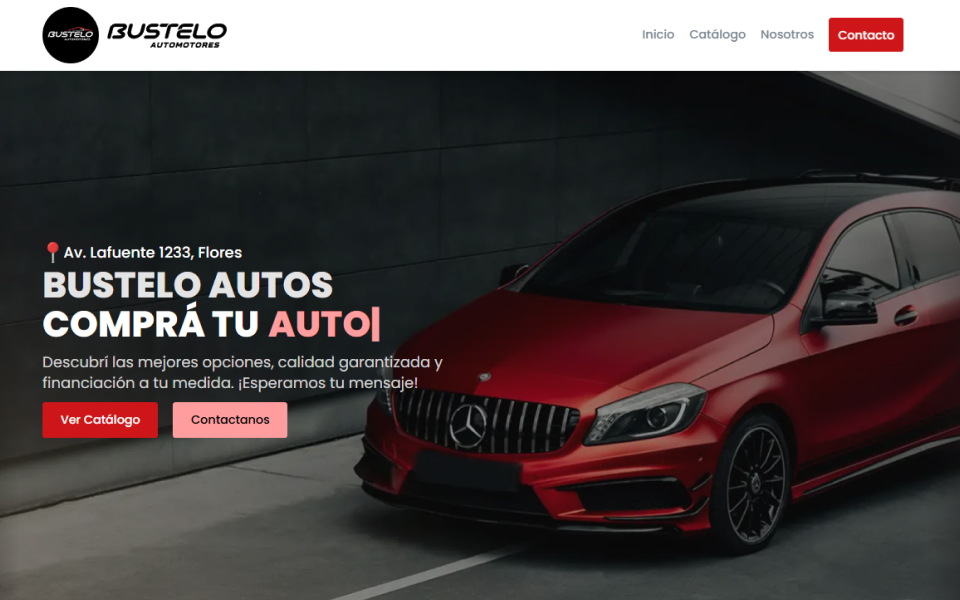 BUSTELO
AUTOMOTORES
BUSTELO
AUTOMOTORES
Inicio
Catálogo
Nosotros
Contacto
📍Av. Lafuente 1233, Flores
BUSTELO AUTOS
COMPRÁ TU AUTO|
Descubrí las mejores opciones, calidad garantizada y
financiación a tu medida. ¡Esperamos tu mensaje!
Ver Catálogo
Contactanos